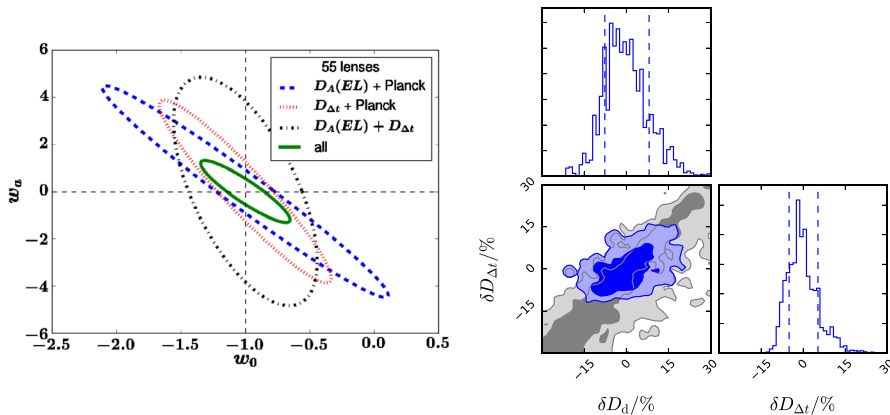 55 lenses
D_A(EL) + Planck
D_Δt + Planck
D_A(EL) + D_Δt
all
6
4
2
0
−2
−4
−6
w_a
−2.5 −2.0 −1.5 −1.0 −0.5 0.0 0.5
w_0
30
15
0
−15
δD_Δt/%
−15 0 15 30
δD_d/%
−15 0 15 30
δD_Δt/%